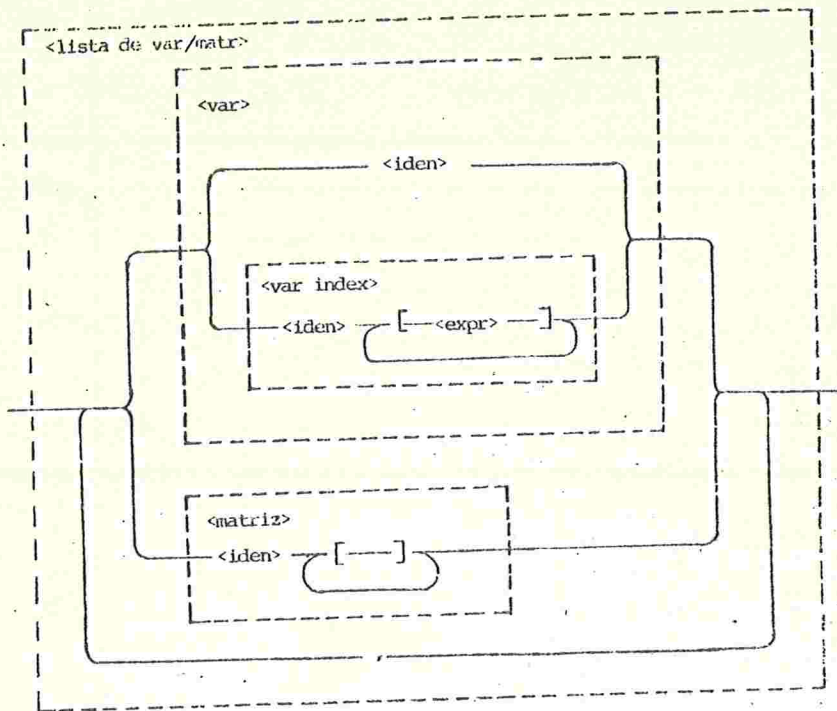 <lista de var/matr>
<var>
<iden>
<var index>
<iden> [ <expr> ]
<matriz>
<iden> [ ]
,